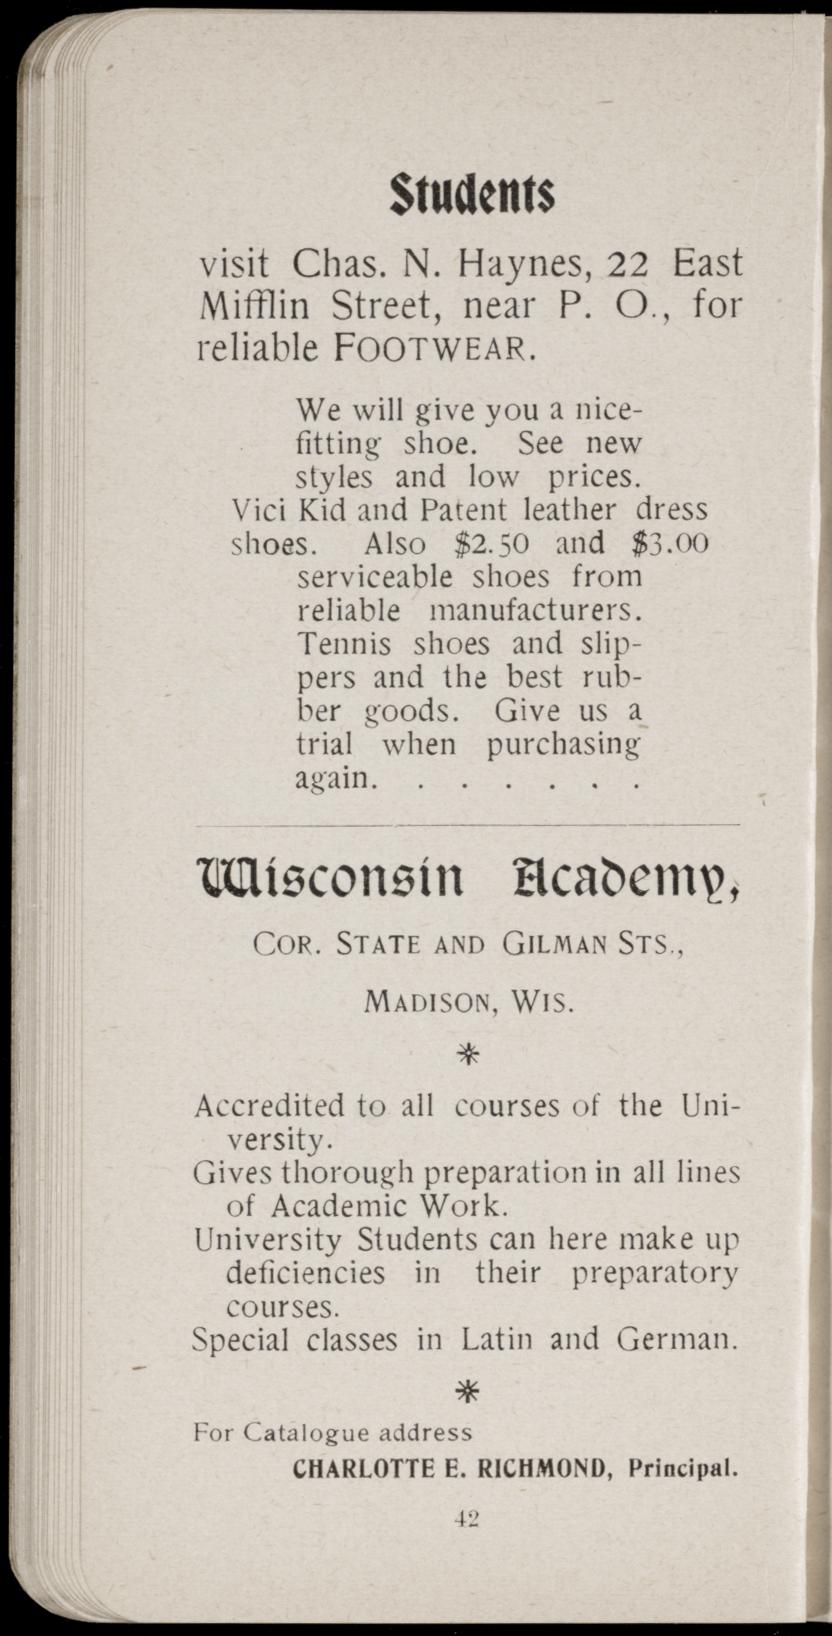 Students
visit Chas. N. Haynes, 22 East
Mifflin Street, near P. O., for
reliable FOOTWEAR.
We will give you a nice-
fitting shoe. See new
styles and low prices.
Vici Kid and Patent leather dress
shoes. Also $2.50 and $3.00
serviceable shoes from
reliable manufacturers.
Tennis shoes and slip-
pers and the best rub-
ber goods. Give us a
trial when purchasing
again. . . . . . .
Wisconsin Academy,
COR. STATE AND GILMAN STS.,
MADISON, WIS.
Accredited to all courses of the Uni-
versity.
Gives thorough preparation in all lines
of Academic Work.
University Students can here make up
deficiencies in their preparatory
courses.
Special classes in Latin and German.
For Catalogue address
CHARLOTTE E. RICHMOND, Principal.
42